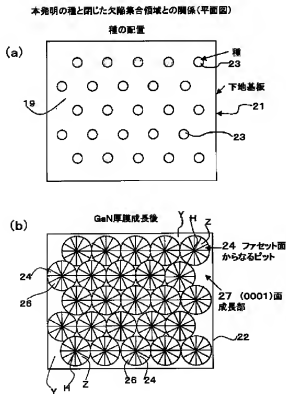 本発明の種と閉じた欠陥集合領域との関係(平面図)
種の配置
(a)
種
23
下地基板
19
21
23
(b)
GaN厚膜成長後
Y H Z
24 ファセット面
からなるピット
24
26
27 (0001)面
成長部
22
Y H Z 26 24